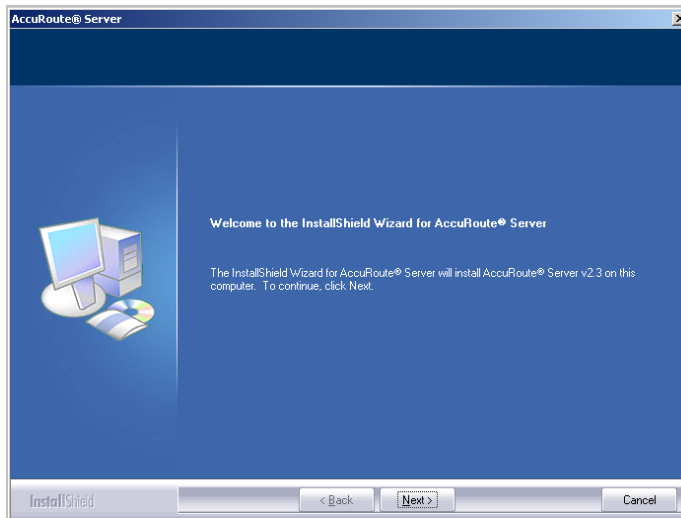 AccuRoute® Server
Welcome to the InstallShield Wizard for AccuRoute® Server
The InstallShield Wizard for AccuRoute® Server will install AccuRoute® Server v2.3 on this
computer. To continue, click Next.
InstallShield
< Back
Next >
Cancel